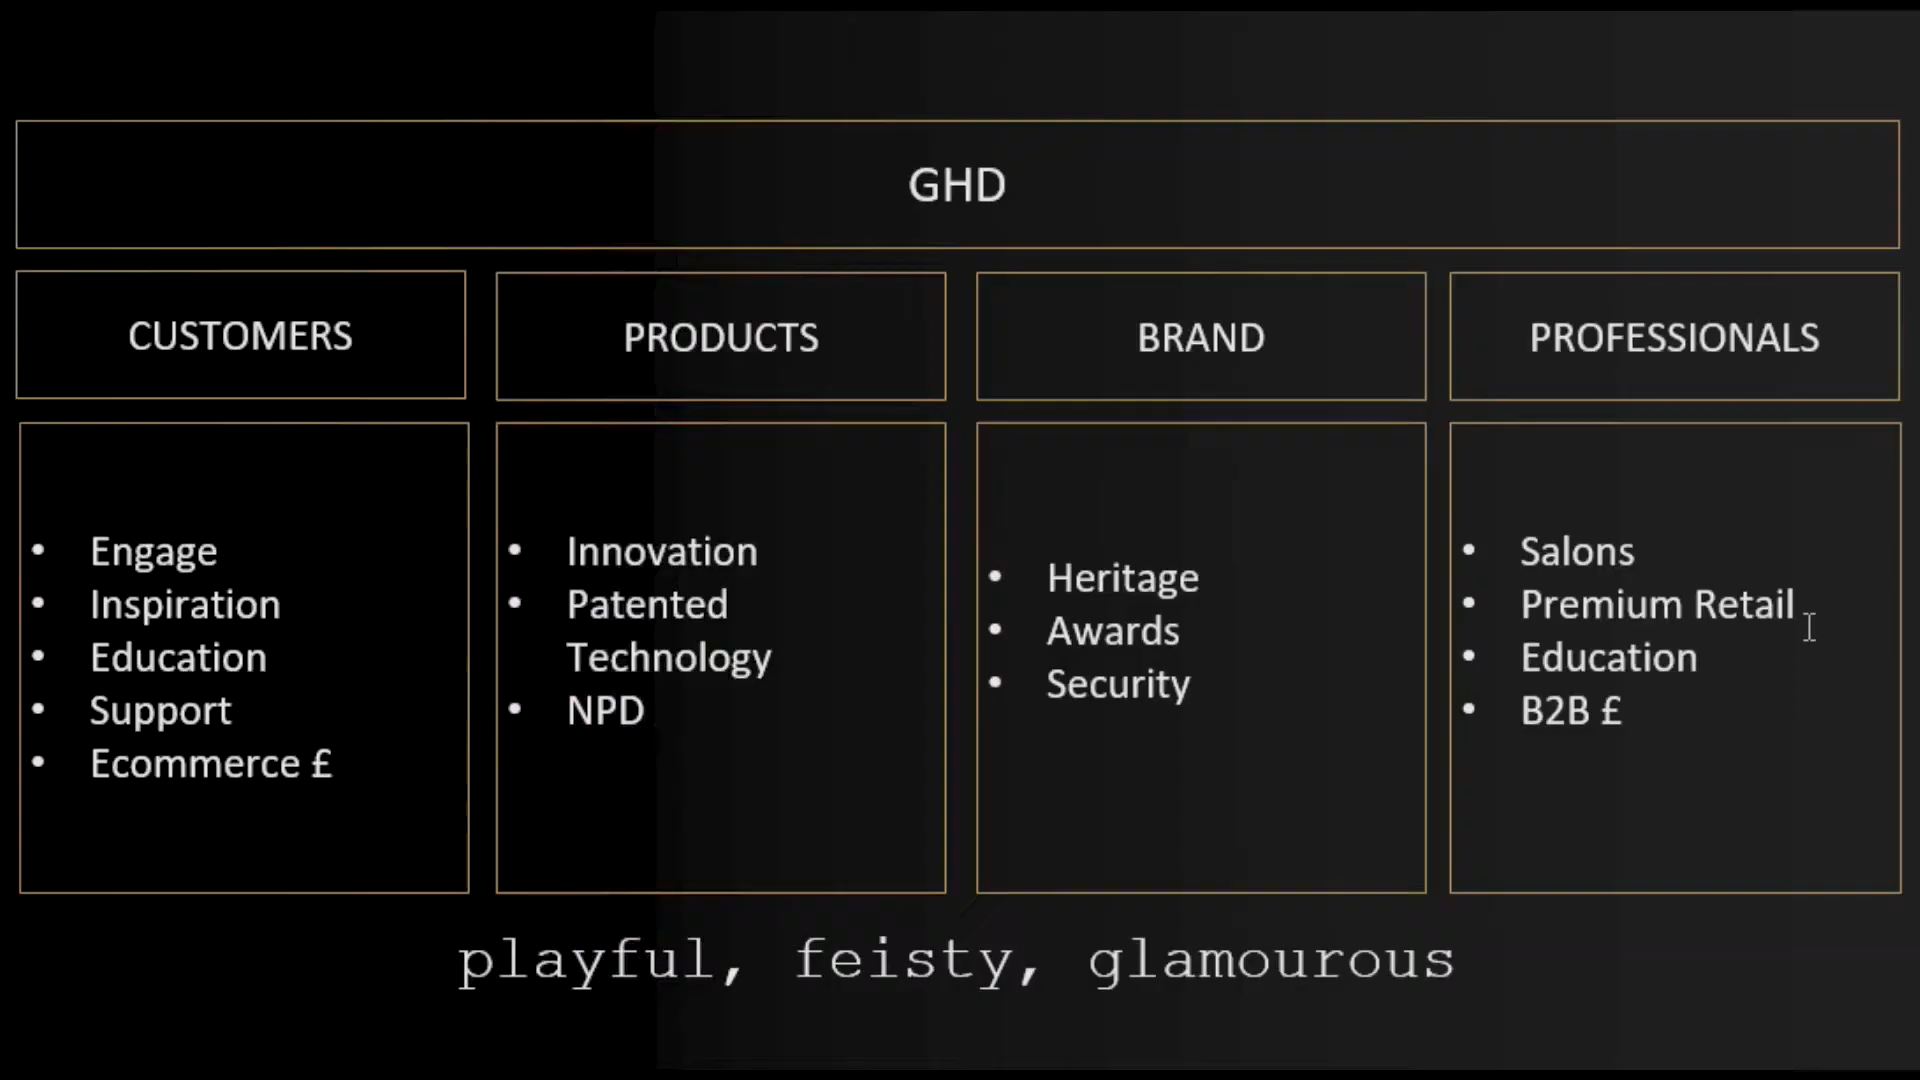 GHD
CUSTOMERS
PRODUCTS
BRAND
PROFESSIONALS
• Engage
• Inspiration
• Education
• Support
• Ecommerce £
• Innovation
• Patented
Technology
• NPD
• Heritage
• Awards
• Security
• Salons
• Premium Retail
• Education
• B2B £
playful, feisty, glamourous